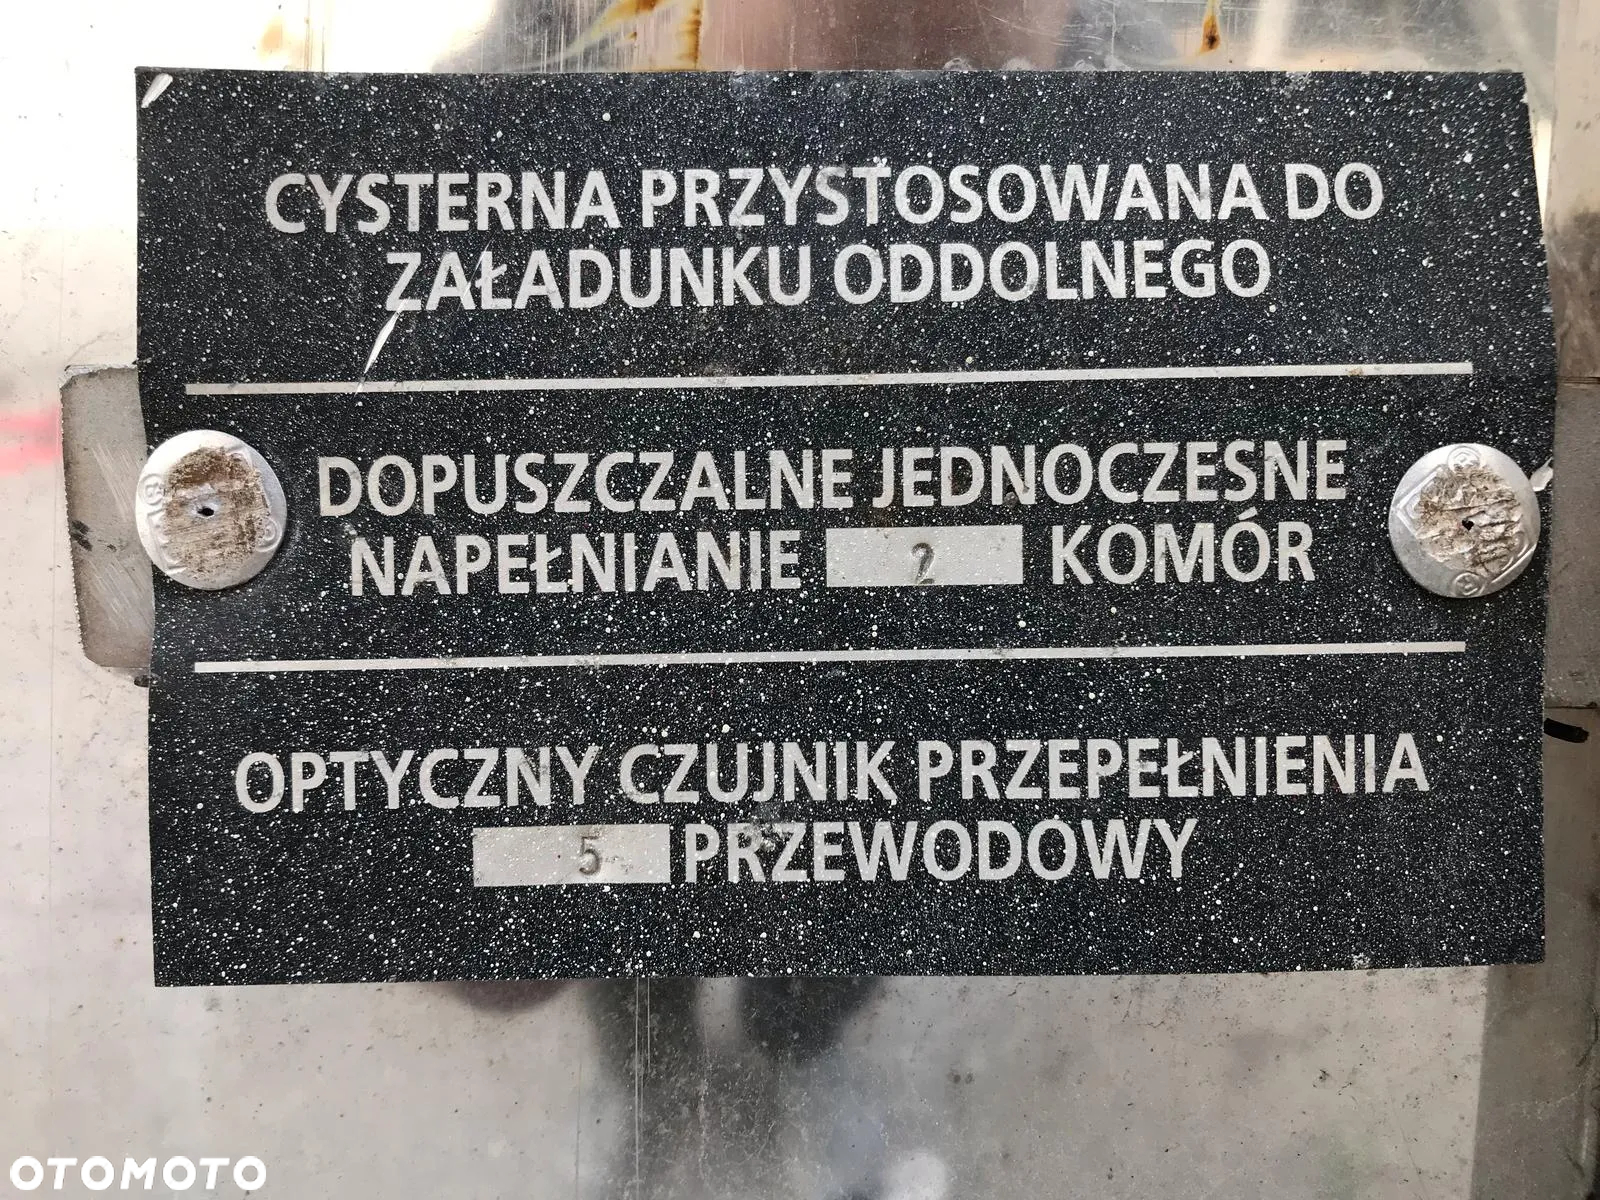 CYSTERNA PRZYSTOSOWANA DO
ZAŁADUNKU ODDOLNEGO
DOPUSZCZALNE JEDNOCZESNE
NAPEŁNIANIE 2 KOMÓR
OPTYCZNY CZUJNIK PRZEPEŁNIENIA
5 PRZEWODOWY
OTOMOTO